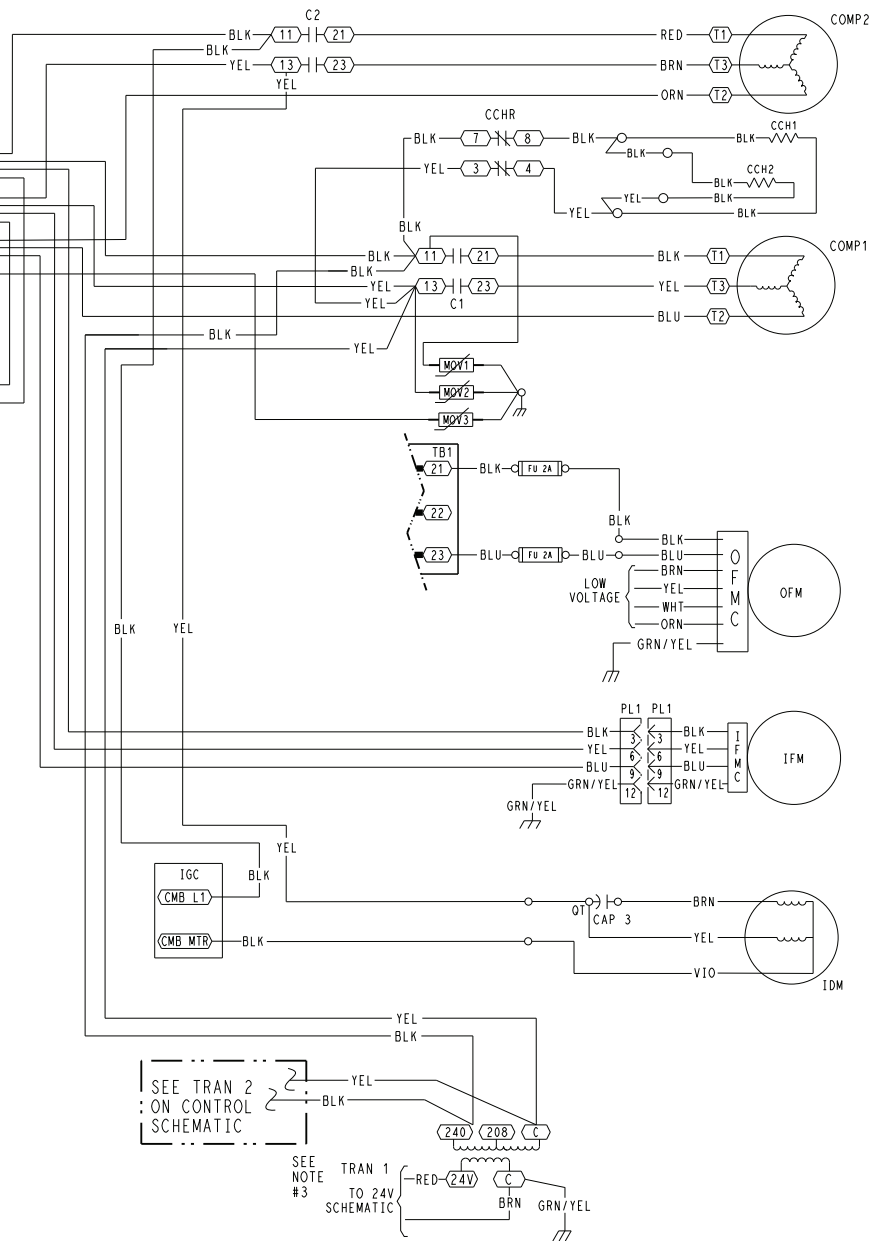 C2
COMP2
BLK 11 21 RED T1
BLK
YEL 13 23 BRN T3
YEL
ORN T2
CCHR
BLK 7 8 BLK BLK CCH1
BLK
YEL 3 4 BLK CCH2
YEL BLK
YEL BLK
BLK
COMP1
BLK 11 21 BLK T1
BLK
YEL 13 23 YEL T3
YEL C1
BLU T2
BLK
YEL
MOV1
MOV2
MOV3
TB1
21 BLK FU 2A
22
BLK
23 BLU FU 2A BLU
BLK
BLU
BRN
YEL
WHT
ORN
GRN/YEL
LOW
VOLTAGE
OFMC
OFM
BLK YEL
PL1 PL1
BLK 3 3 BLK
YEL 6 6 YEL
BLU 9 9 BLU
GRN/YEL 12 12 GRN/YEL
IFMC
IFM
GRN/YEL
YEL
BLK
IGC
CMB L1
CMB MTR BLK
QT CAP 3
BRN
YEL
VIO
IDM
YEL
BLK
SEE TRAN 2
ON CONTROL
SCHEMATIC
YEL
BLK
240 208 C
SEE
NOTE
#3
TRAN 1
RED 24V C
TO 24V
SCHEMATIC
BRN GRN/YEL